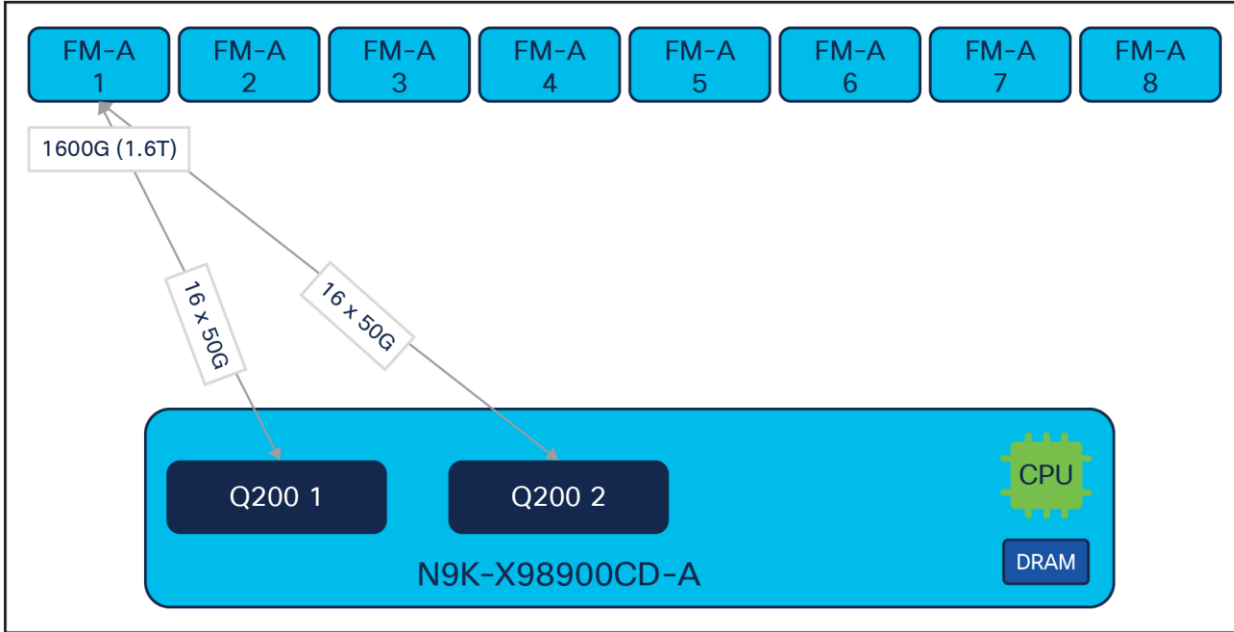 FM-A
1
FM-A
2
FM-A
3
FM-A
4
FM-A
5
FM-A
6
FM-A
7
FM-A
8
1600G (1.6T)
16 x 50G
16 x 50G
Q200 1
Q200 2
CPU
DRAM
N9K-X98900CD-A